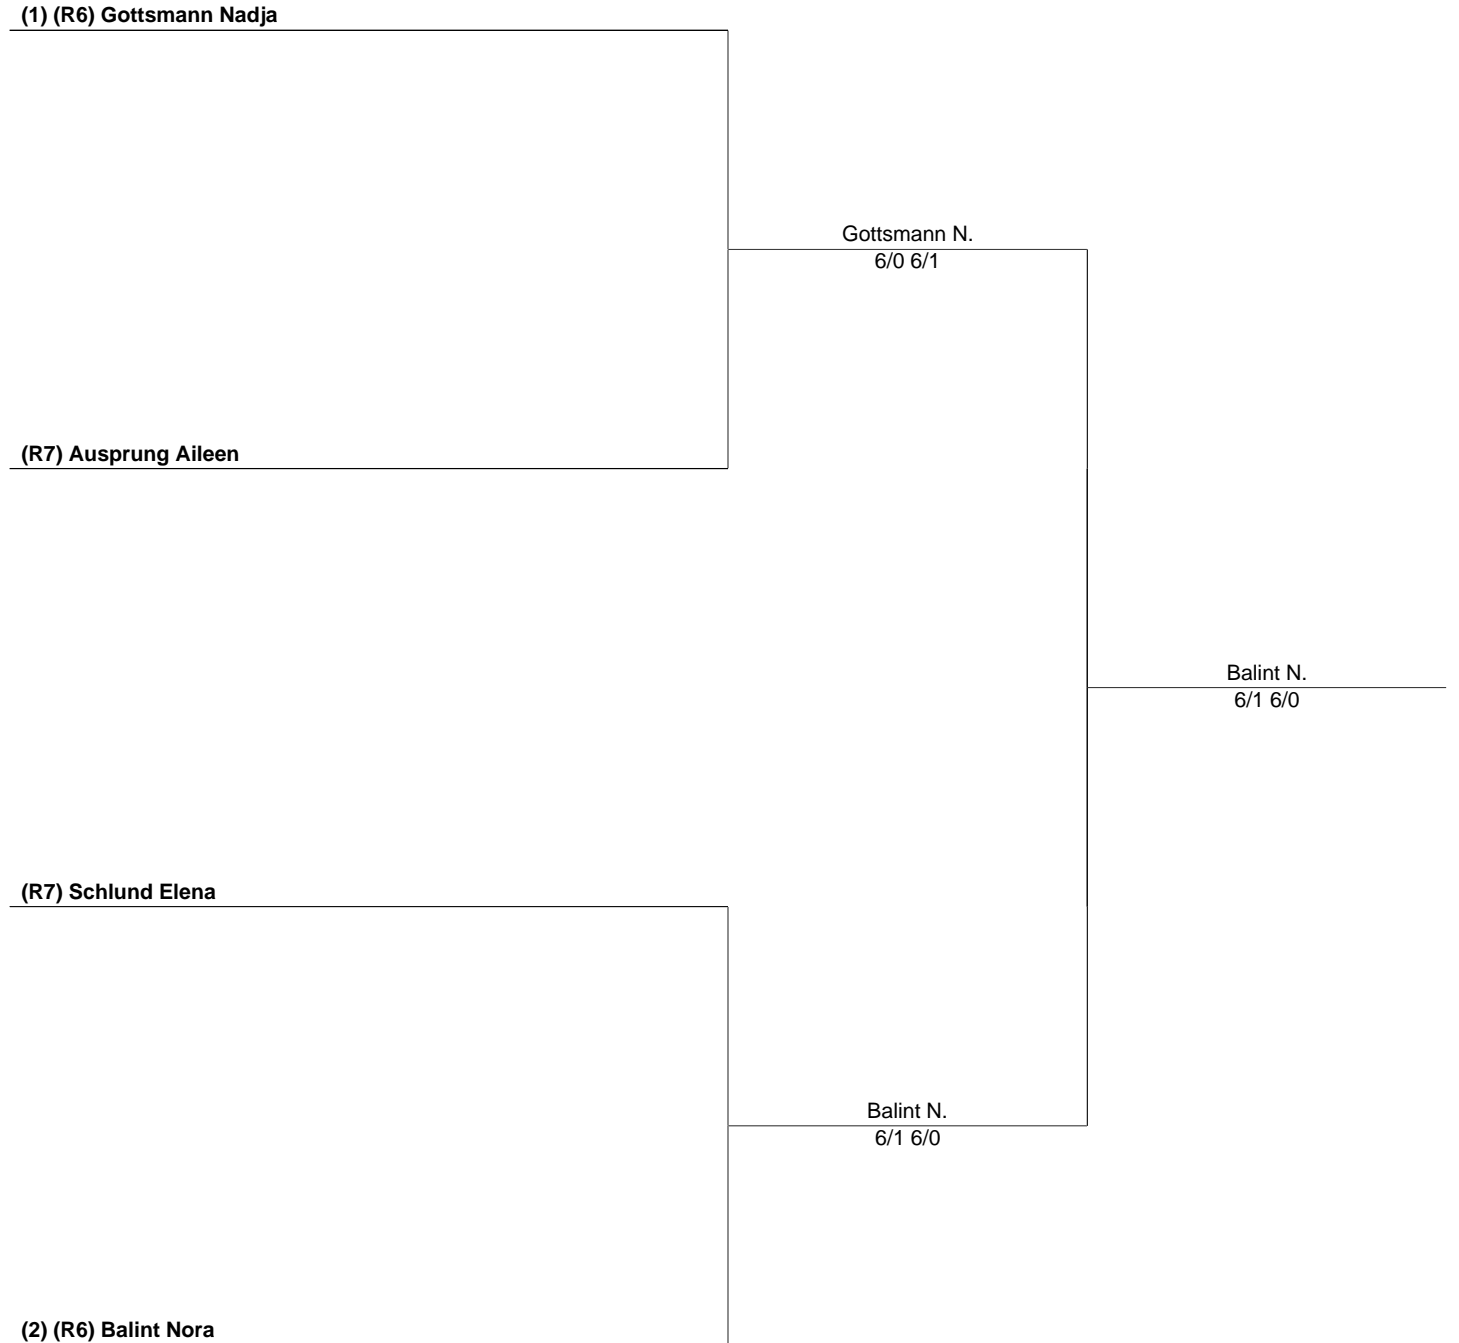 (1) (R6) Gottsmann Nadja
Gottsmann N.
6/0 6/1
(R7) Ausprung Aileen
Balint N.
6/1 6/0
(R7) Schlund Elena
Balint N.
6/1 6/0
(2) (R6) Balint Nora